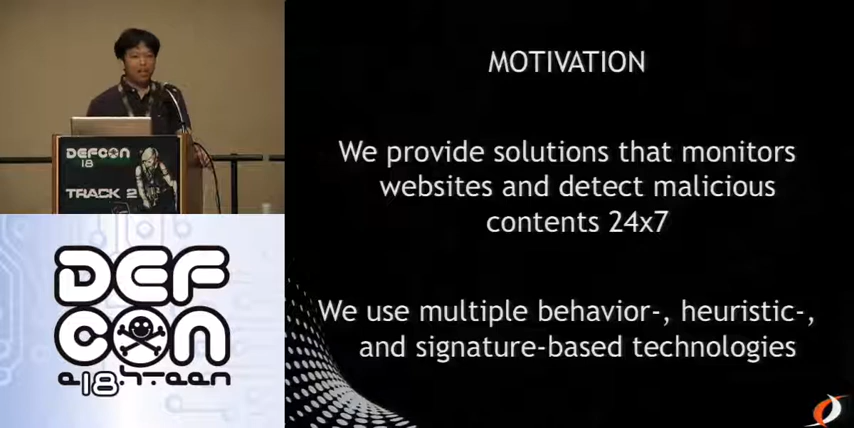 DEFCON
18
TRACK 2
DEF
CON
e18hteen
MOTIVATION
We provide solutions that monitors
websites and detect malicious
contents 24x7
We use multiple behavior-, heuristic-,
and signature-based technologies